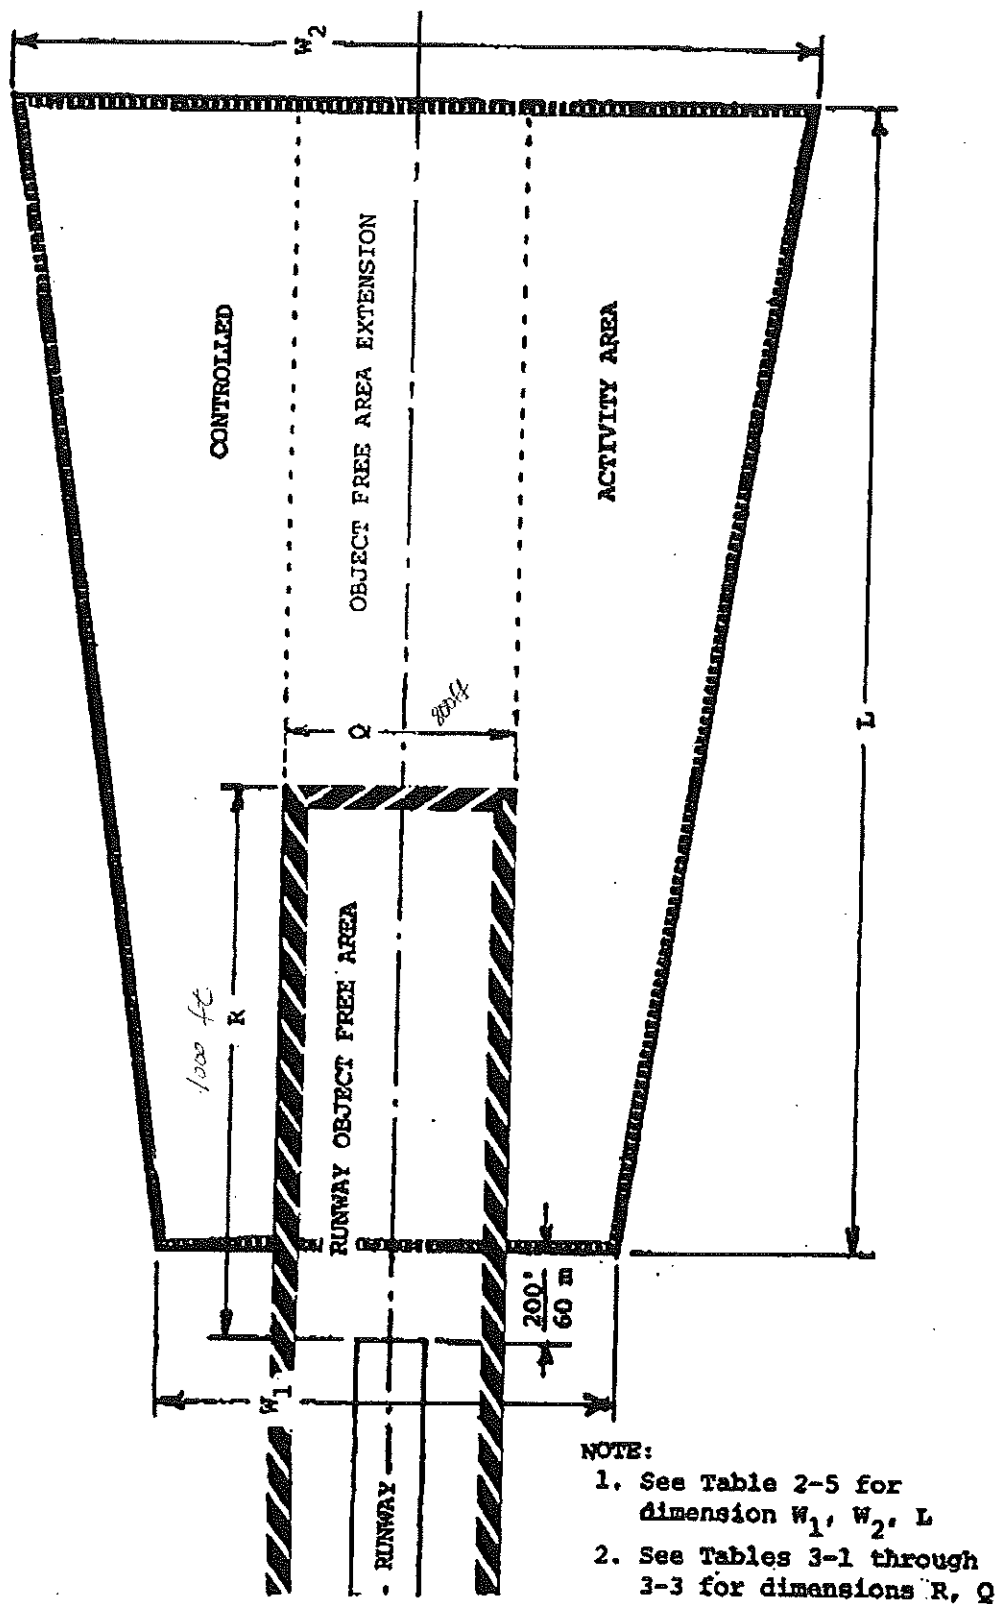 W2
CONTROLLED
OBJECT FREE AREA EXTENSION
ACTIVITY AREA
L
Q
800ft
R
1000 ft
RUNWAY OBJECT FREE AREA
200'
60 m
W1
RUNWAY
NOTE:
1. See Table 2-5 for
dimension W1, W2, L
2. See Tables 3-1 through
3-3 for dimensions R, Q